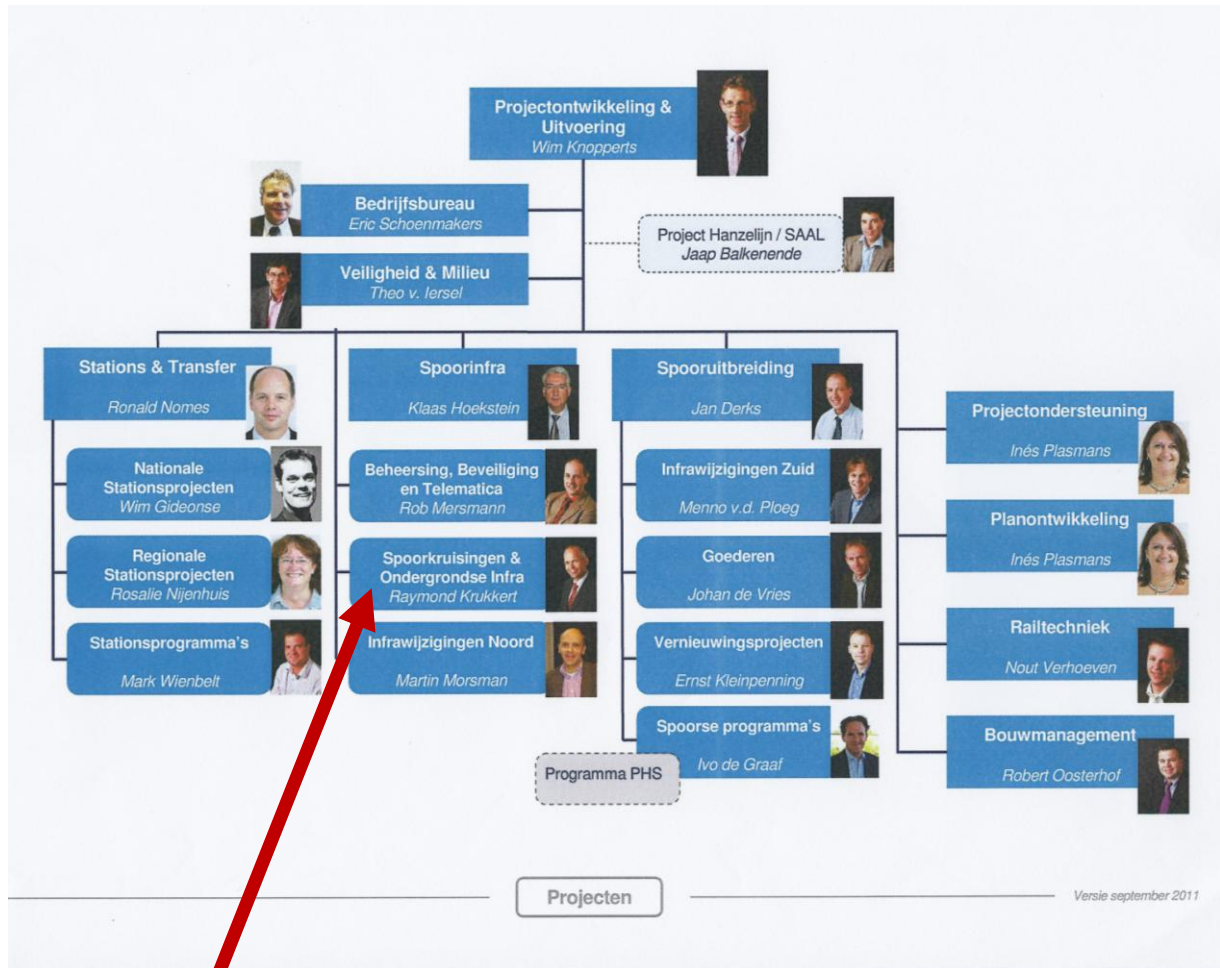 Projectontwikkeling &
Uitvoering
Wim Knopperts
Bedrijfsbureau
Eric Schoenmakers
Project Hanzelijn / SAAL
Jaap Balkenende
Veiligheid & Milieu
Theo v. Iersel
Stations & Transfer
Ronald Nomes
Nationale
Stationsprojecten
Wim Gideonse
Regionale
Stationsprojecten
Rosalie Nijenhuis
Stationsprogramma's
Mark Wienbelt
Spoorinfra
Klaas Hoekstein
Beheersing, Beveiliging
en Telematica
Rob Mersmann
Spoorkruisingen &
Ondergrondse Infra
Raymond Krukkert
Infrawijzigingen Noord
Martin Morsman
Spooruitbreiding
Jan Derks
Infrawijzigingen Zuid
Menno v.d. Ploeg
Goederen
Johan de Vries
Vernieuwingsprojecten
Ernst Kleinpenning
Spoorse programma's
Ivo de Graaf
Programma PHS
Projectondersteuning
Inés Plasmans
Planontwikkeling
Inés Plasmans
Railtechniek
Nout Verhoeven
Bouwmanagement
Robert Oosterhof
Projecten
Versie september 2011